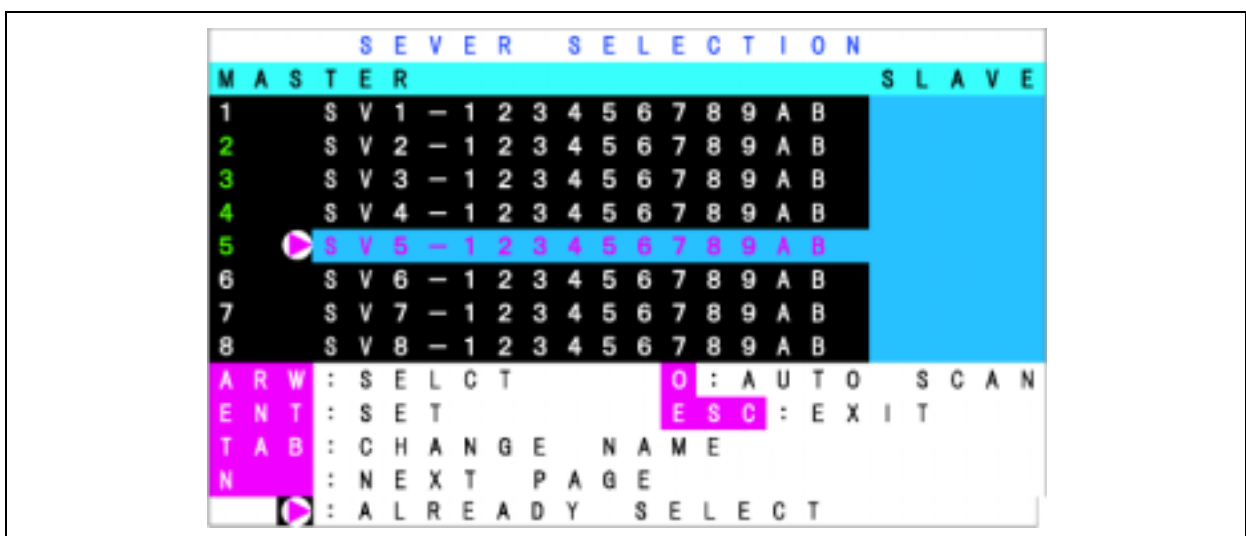 SEVER SELECTION
MASTER SLAVE
1 SV1-123456789AB
2 SV2-123456789AB
3 SV3-123456789AB
4 SV4-123456789AB
5 SV5-123456789AB
6 SV6-123456789AB
7 SV7-123456789AB
8 SV8-123456789AB
ARW:SELCT O:AUTO SCAN
ENT:SET ESC:EXIT
TAB:CHANGE NAME
N :NEXT PAGE
:ALREADY SELECT